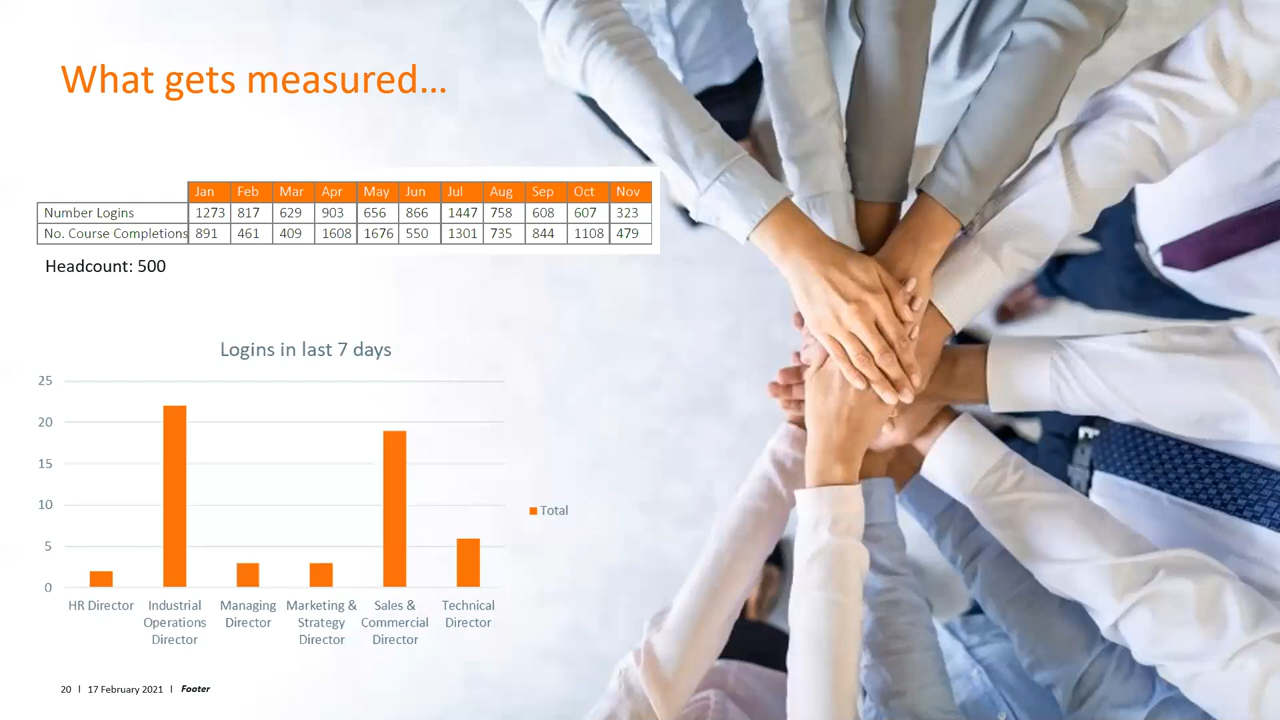 What gets measured...
Jan Feb Mar Apr May Jun Jul Aug Sep Oct Nov
Number Logins 1273 817 629 903 656 866 1447 758 608 607 323
No. Course Completions 891 461 409 1608 1676 550 1301 735 844 1108 479
Headcount: 500
Logins in last 7 days
25
20
15
10
5
0
Total
HR Director Industrial Operations Director Managing Director Marketing & Strategy Director Sales & Commercial Director Technical Director
20 | 17 February 2021 | Footer